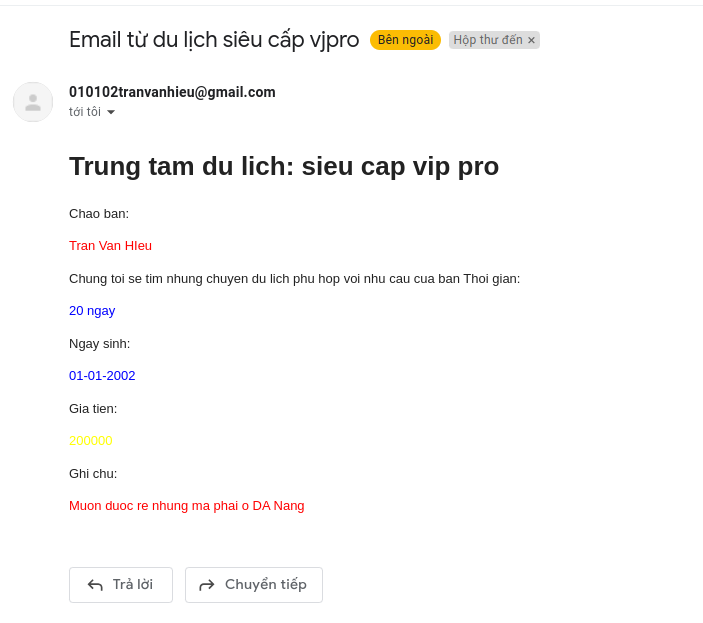 Email từ du lịch siêu cấp vjpro Bên ngoài Hộp thư đến ×
010102tranvanhieu@gmail.com
tới tôi
Trung tam du lich: sieu cap vip pro
Chao ban:
Tran Van HIeu
Chung toi se tim nhung chuyen du lich phu hop voi nhu cau cua ban Thoi gian:
20 ngay
Ngay sinh:
01-01-2002
Gia tien:
200000
Ghi chu:
Muon duoc re nhung ma phai o DA Nang
Trả lời Chuyển tiếp